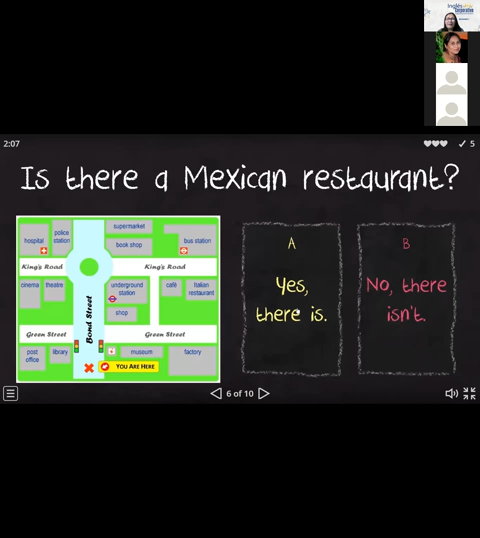 Inglés
Corporativo
2:07
5
Is there a Mexican restaurant?
hospital
police
station
supermarket
book shop
bus station
King's Road
King's Road
cinema
theatre
Bond Street
underground
station
shop
café
Italian
restaurant
Green Street
Green Street
post
office
library
museum
factory
YOU ARE HERE
A
Yes,
there is.
B
No, there
isn't.
6 of 10